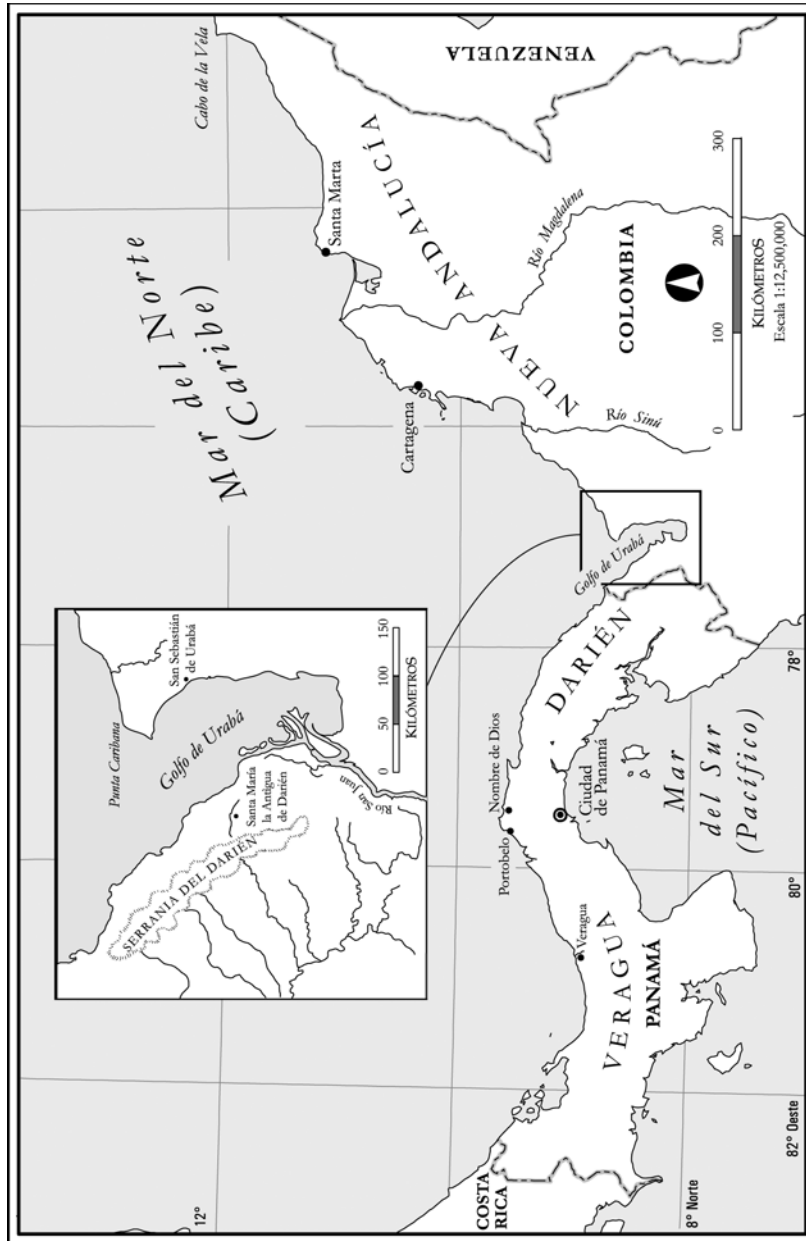 Cabo de la Vela
Santa Marta
Mar del Norte
(Caribe)
Cartagena
NUEVA ANDALUCÍA
VENEZUELA
Río Magdalena
COLOMBIA
Río Sinú
0 100 200 300
KILÓMETROS
Escala 1:12,500,000
Punta Caribana
San Sebastián
de Urabá
Golfo de Urabá
Santa María
la Antigua
de Darién
SERRANIA DEL DARIÉN
Río San Juan
0 50 100 150
KILÓMETROS
Golfo de Urabá
DARIÉN
Nombre de Dios
Portobelo
Ciudad
de Panamá
Veragua
VERAGUA
PANAMÁ
Mar
del Sur
(Pacífico)
COSTA
RICA
12°
8° Norte
82° Oeste
80°
78°